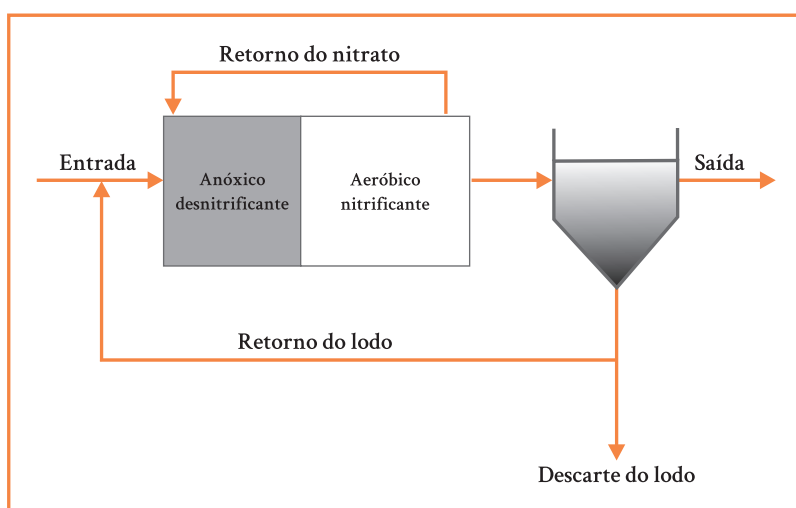 Retorno do nitrato
Entrada
Anóxico
desnitrificante
Aeróbico
nitrificante
Saída
Retorno do lodo
Descarte do lodo